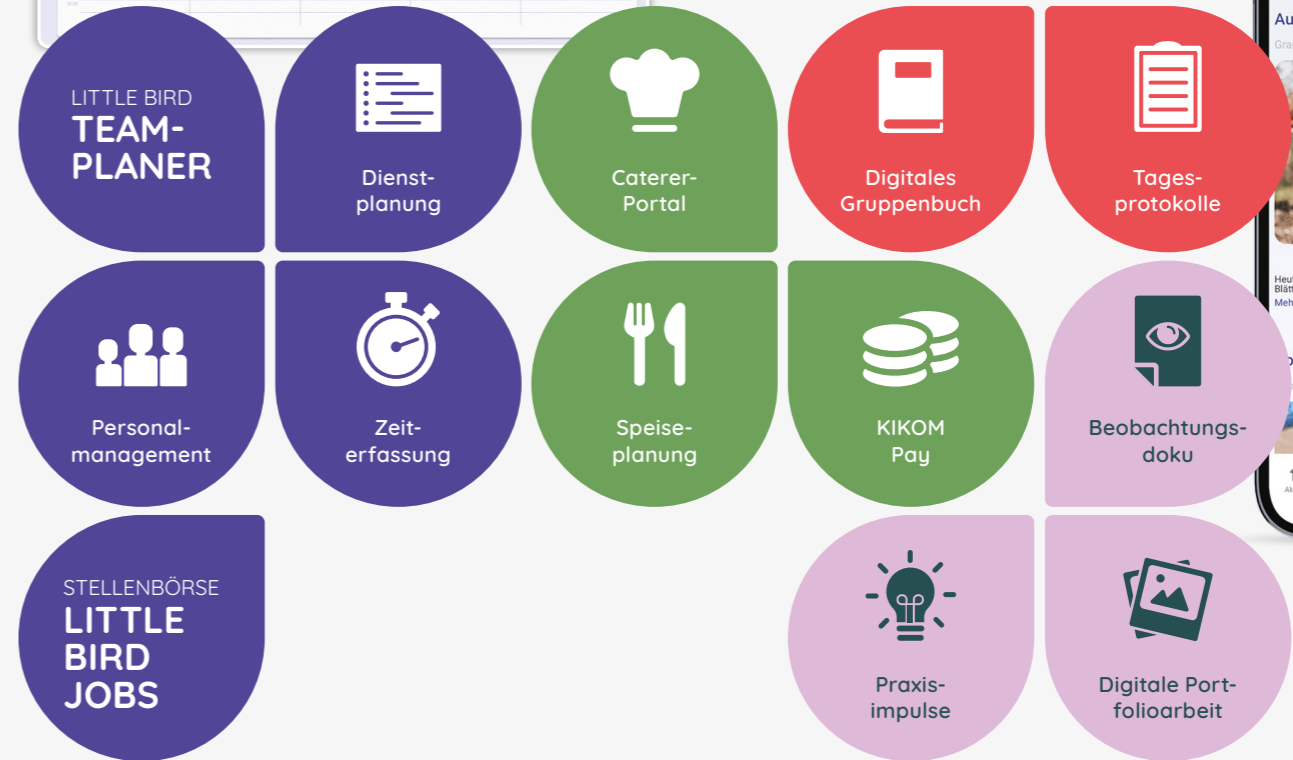 LITTLE BIRD
TEAM-
PLANER
Dienst-
planung
Caterer-
Portal
Digitales
Gruppenbuch
Tages-
protokolle
Personal-
management
Zeit-
erfassung
Speise-
planung
KIKOM
Pay
Beobachtungs-
doku
STELLENBÖRSE
LITTLE
BIRD
JOBS
Praxis-
impulse
Digitale Port-
folioarbeit